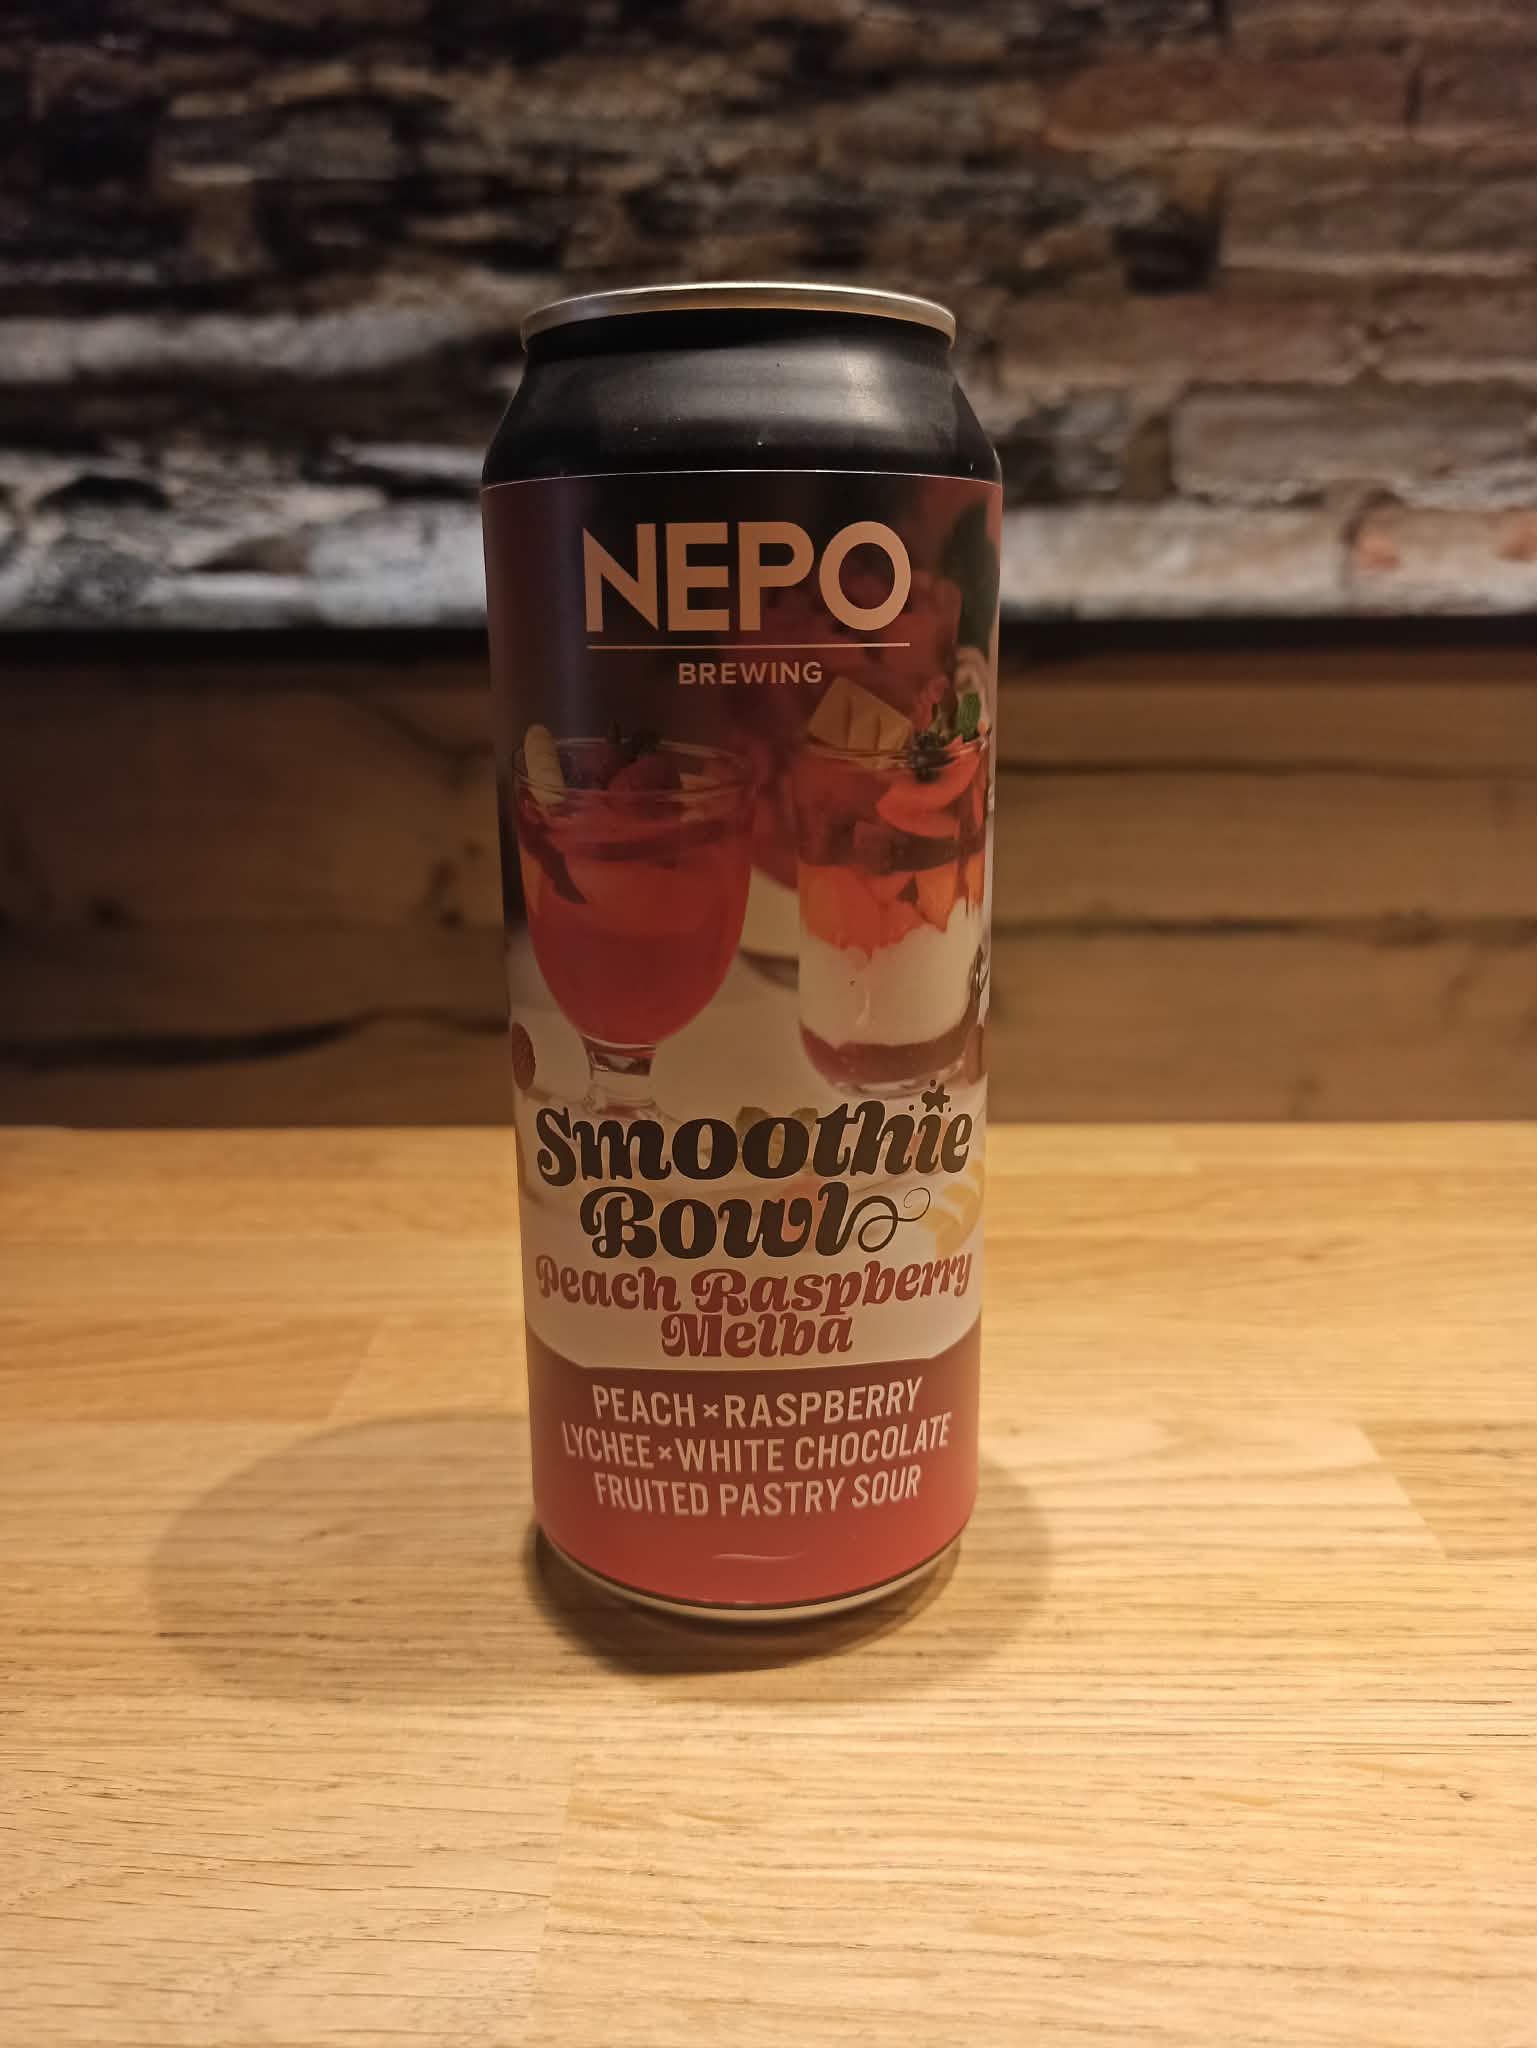 NEPO
BREWING
Smoothie
Bowl
Peach Raspberry
Melba
PEACH × RASPBERRY
LYCHEE × WHITE CHOCOLATE
FRUITED PASTRY SOUR